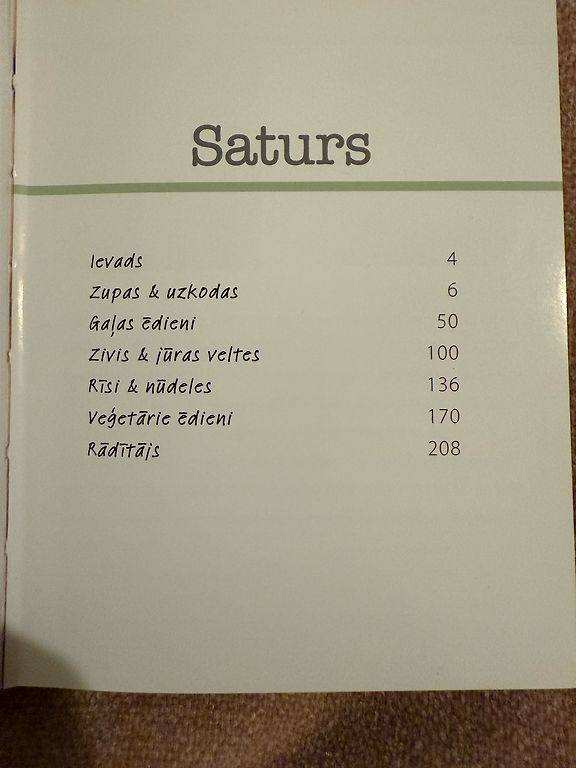 Saturs
Ievads 4
Zupas & uzkodas 6
Gaļas ēdieni 50
Zivis & jūras veltes 100
Rīsi & nūdeles 136
Veģetārie ēdieni 170
Rādītājs 208